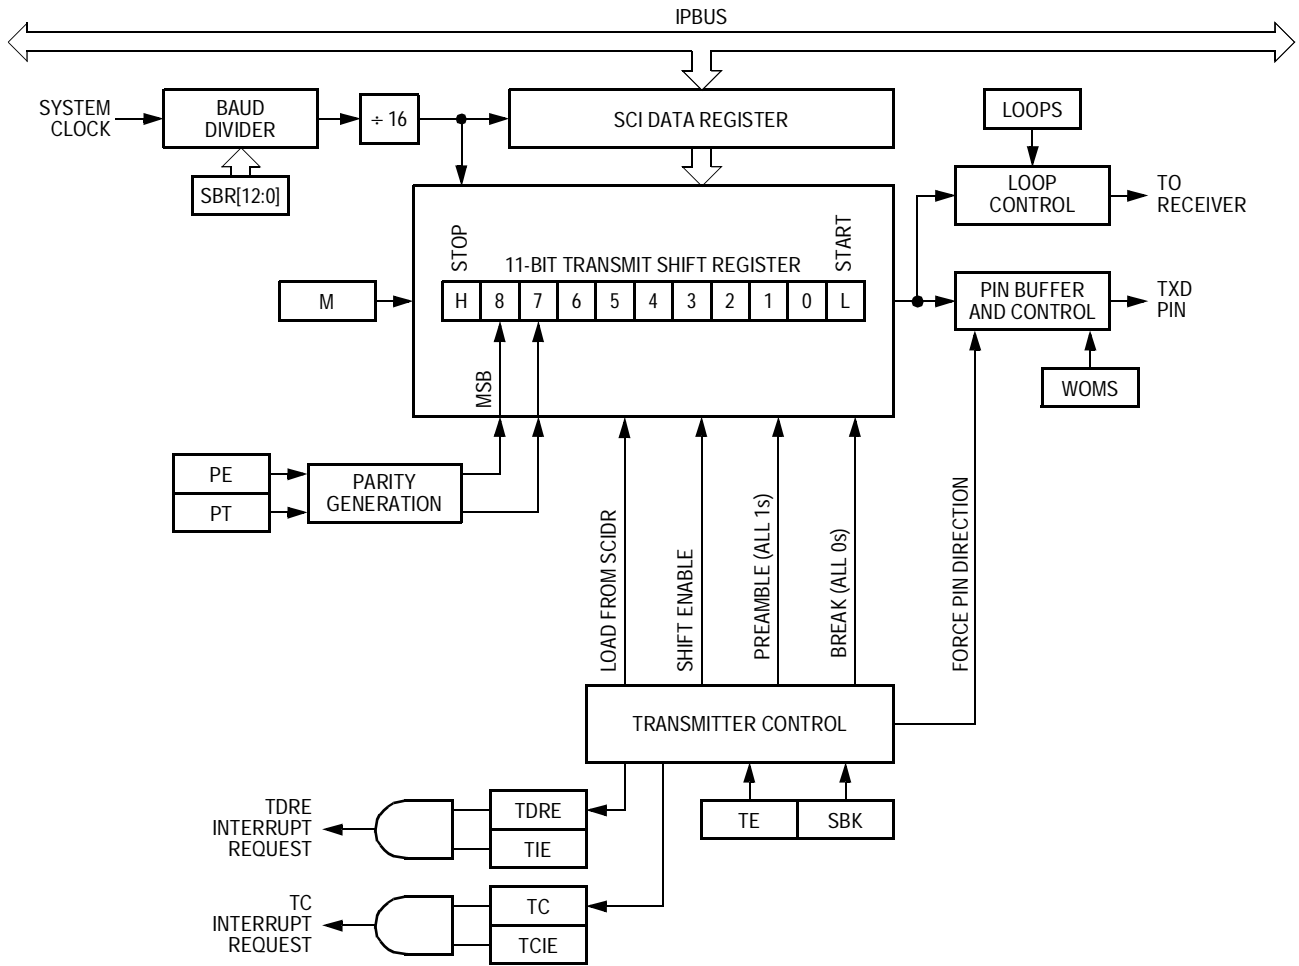 IPBUS
SYSTEM
CLOCK
BAUD
DIVIDER
÷ 16
SCI DATA REGISTER
LOOPS
SBR[12:0]
LOOP
CONTROL
TO
RECEIVER
STOP
START
11-BIT TRANSMIT SHIFT REGISTER
M
H 8 7 6 5 4 3 2 1 0 L
PIN BUFFER
AND CONTROL
TXD
PIN
MSB
WOMS
PE
PT
PARITY
GENERATION
LOAD FROM SCIDR
SHIFT ENABLE
PREAMBLE (ALL 1s)
BREAK (ALL 0s)
FORCE PIN DIRECTION
TRANSMITTER CONTROL
TDRE
INTERRUPT
REQUEST
TDRE
TIE
TE
SBK
TC
INTERRUPT
REQUEST
TC
TCIE